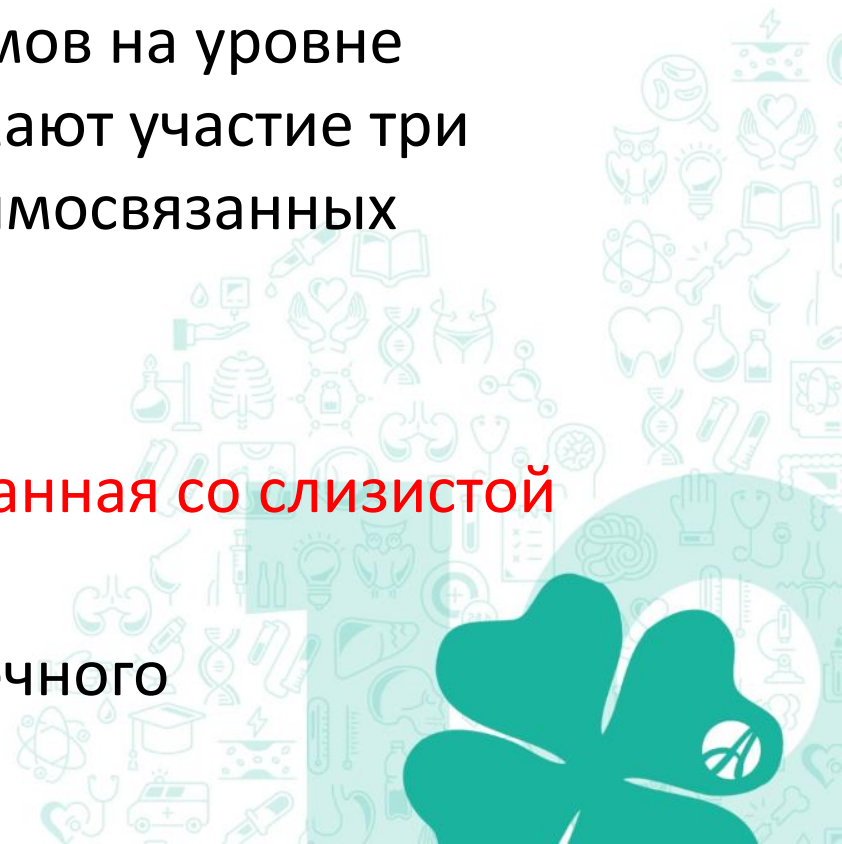 мов на уровне
ают участие три
имосвязанных
анная со слизистой
чного